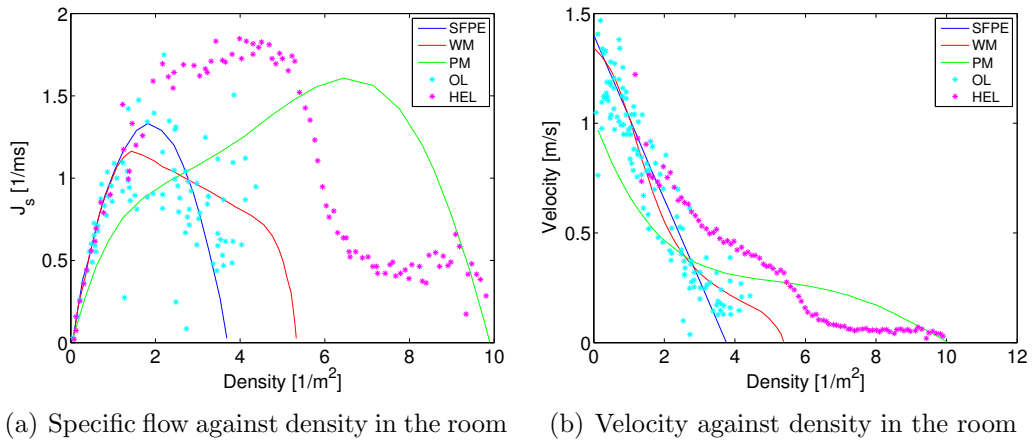 2
1.5
1
0.5
0
0 2 4 6 8 10
J_s [1/ms]
Density [1/m^2]
SFPE
WM
PM
OL
HEL
(a) Specific flow against density in the room
1.5
1
0.5
0
0 2 4 6 8 10 12
Velocity [m/s]
Density [1/m^2]
SFPE
WM
PM
OL
HEL
(b) Velocity against density in the room